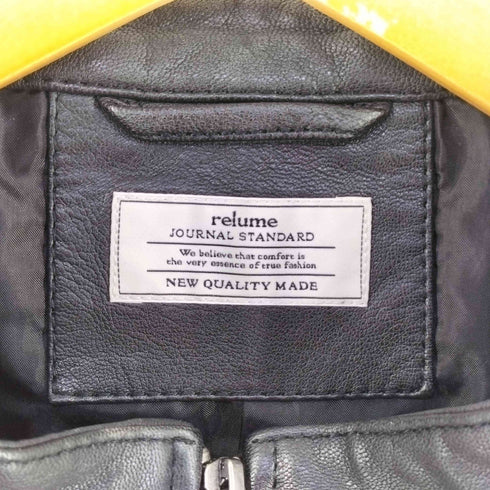 relume
JOURNAL STANDARD
We believe that comfort is
the very essence of true fashion
NEW QUALITY MADE